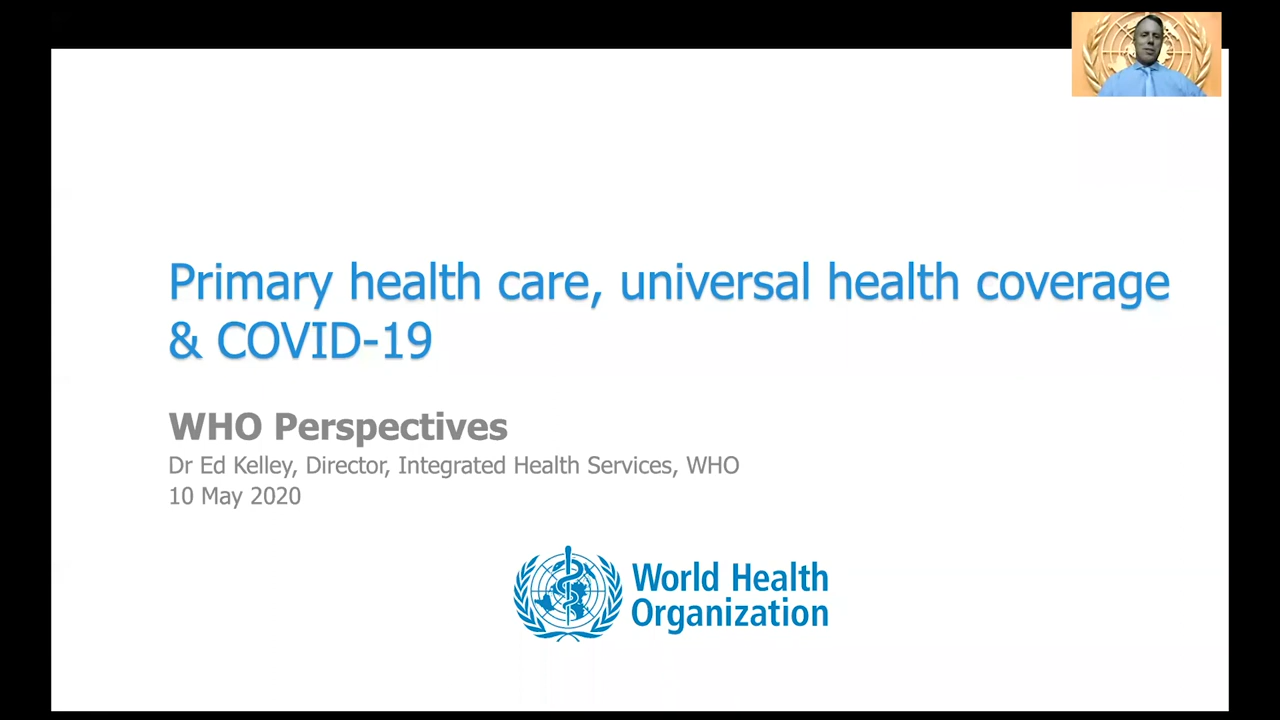 Primary health care, universal health coverage
& COVID-19
WHO Perspectives
Dr Ed Kelley, Director, Integrated Health Services, WHO
10 May 2020
World Health
Organization